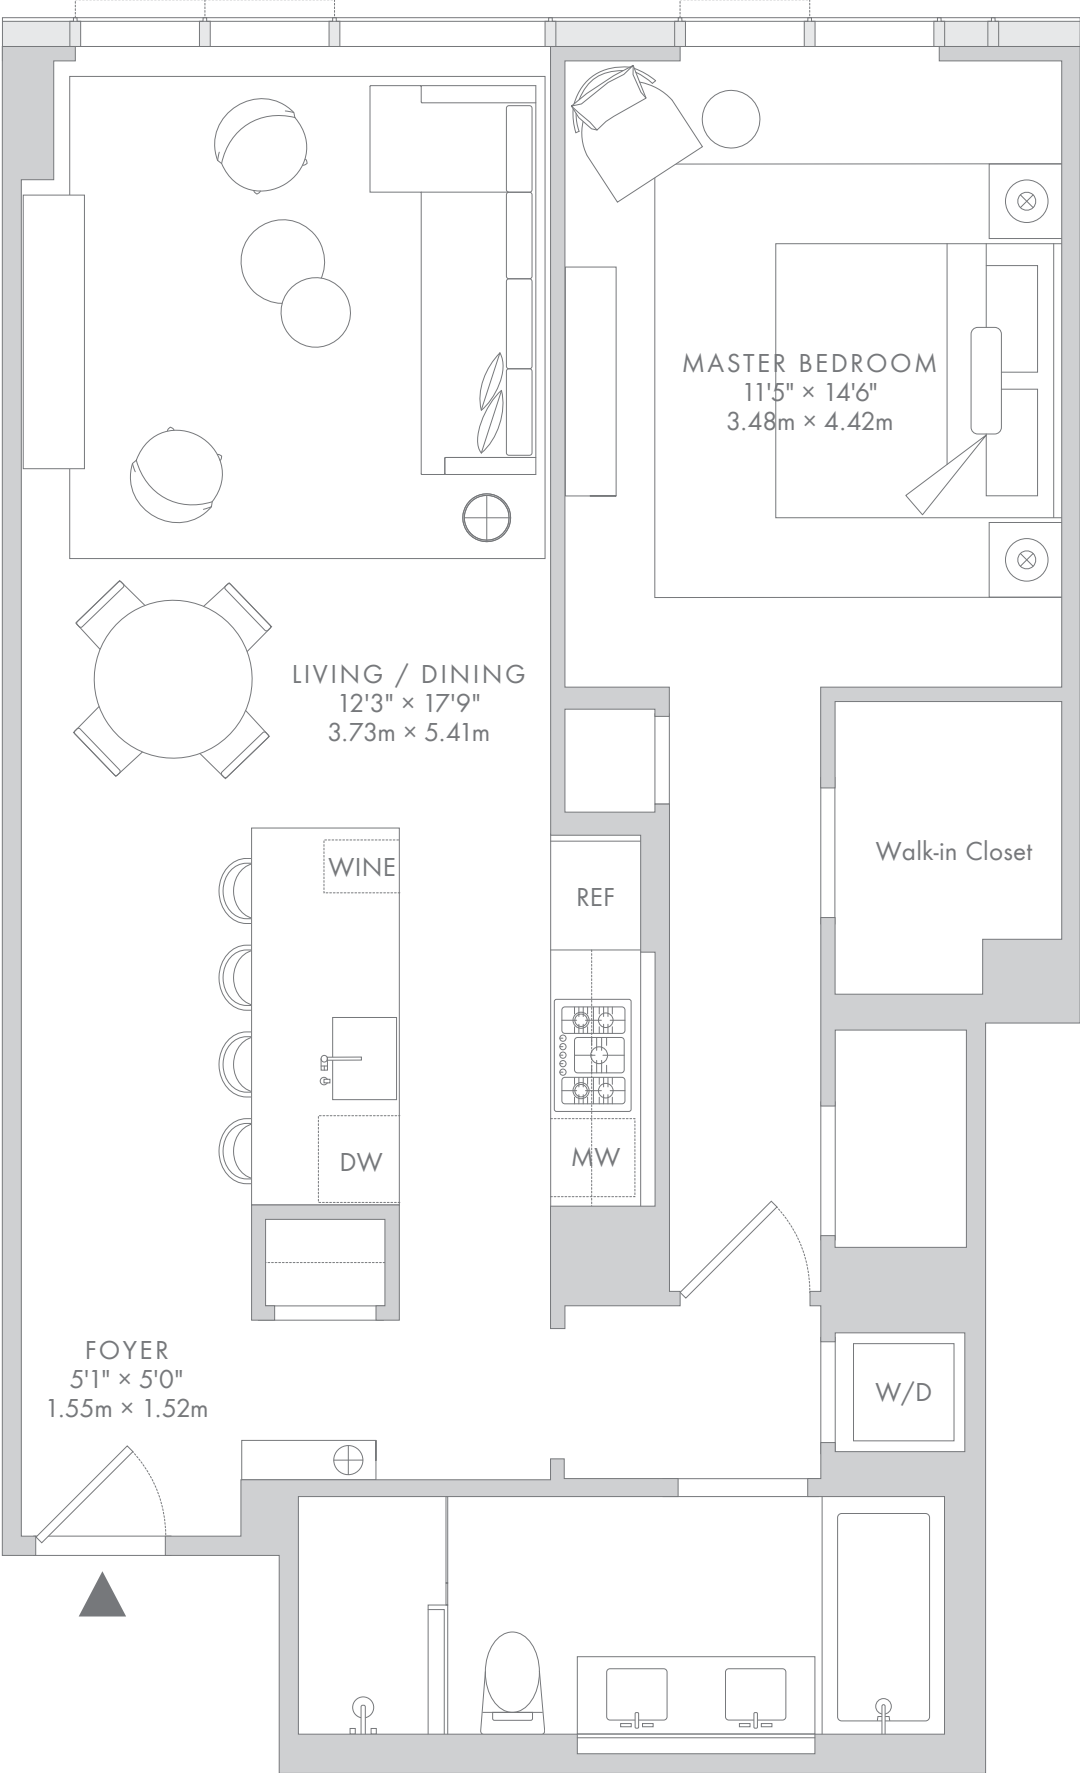 MASTER BEDROOM
11'5" × 14'6"
3.48m × 4.42m
LIVING / DINING
12'3" × 17'9"
3.73m × 5.41m
WINE
REF
Walk-in Closet
DW
MW
FOYER
5'1" × 5'0"
1.55m × 1.52m
W/D